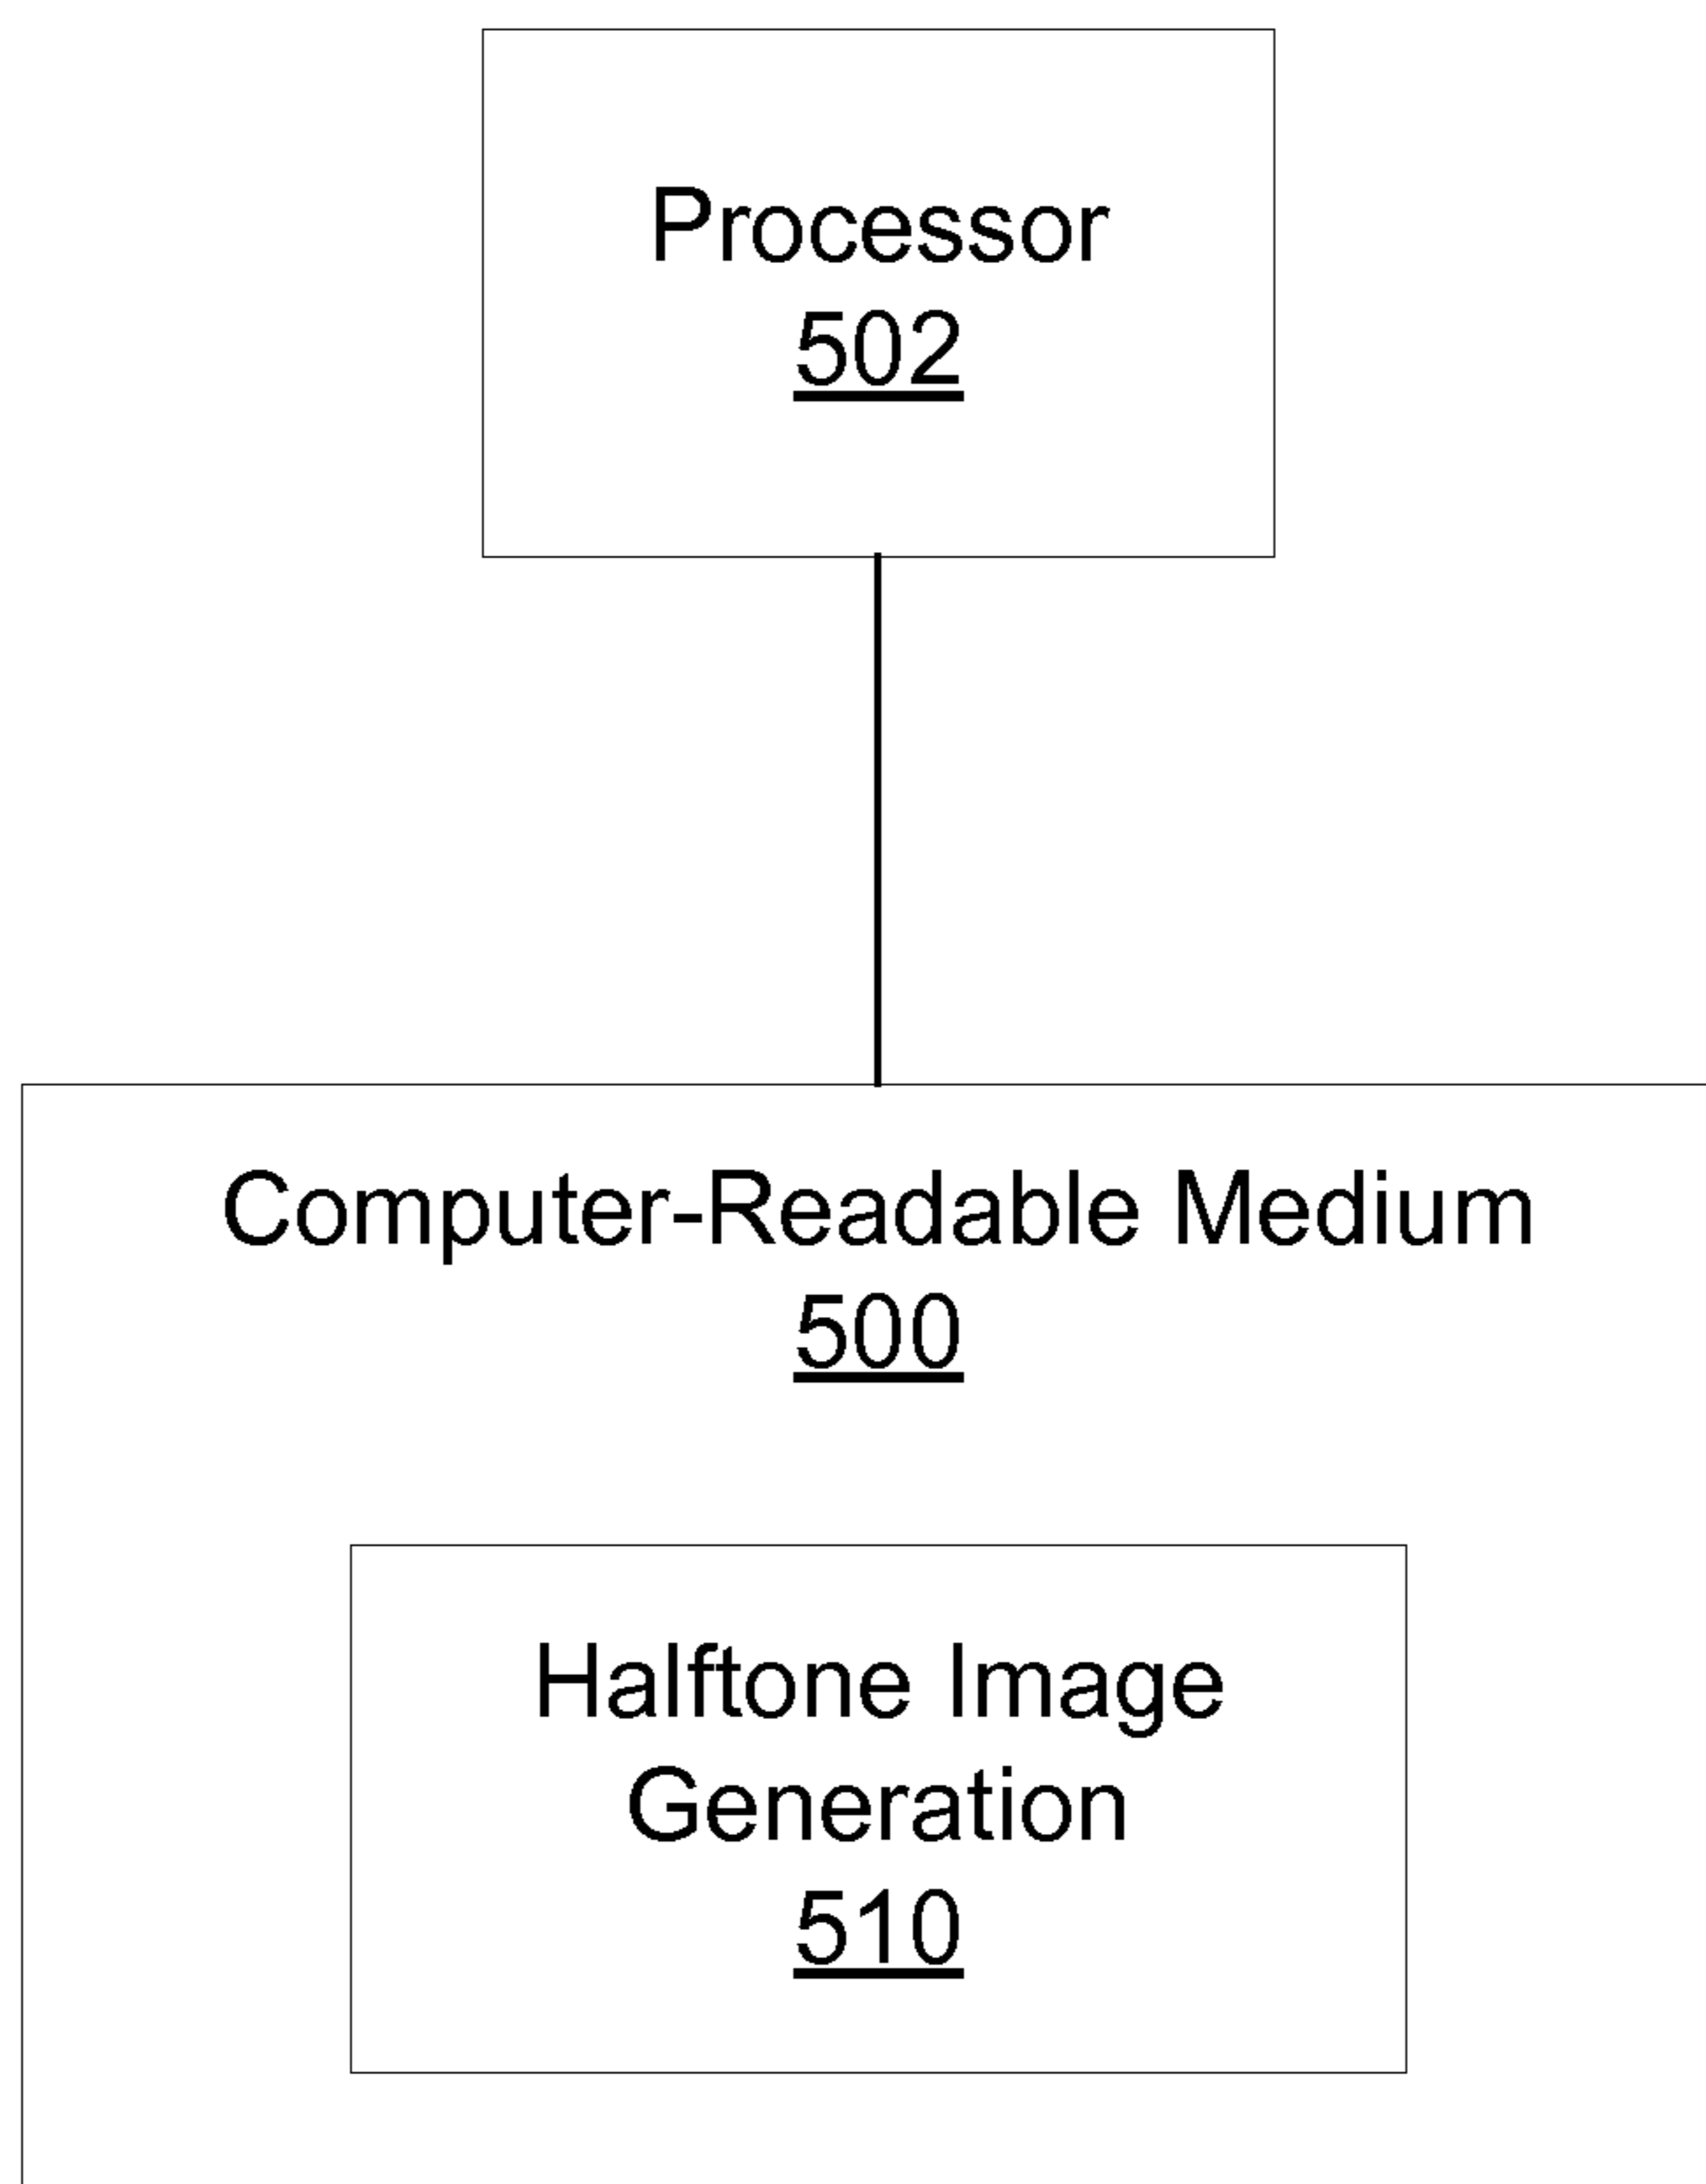 Processor
502
Computer-Readable Medium
500
Halftone Image
Generation
510